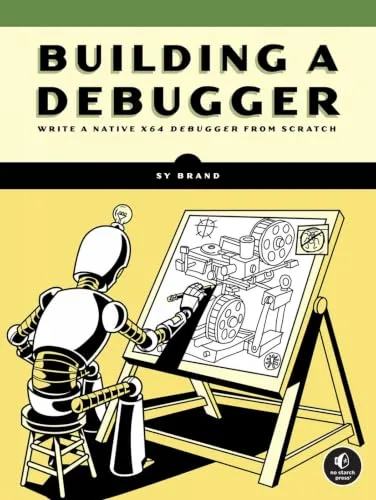 BUILDING A
DEBUGGER
WRITE A NATIVE X64 DEBUGGER FROM SCRATCH
SY BRAND
no starch
press